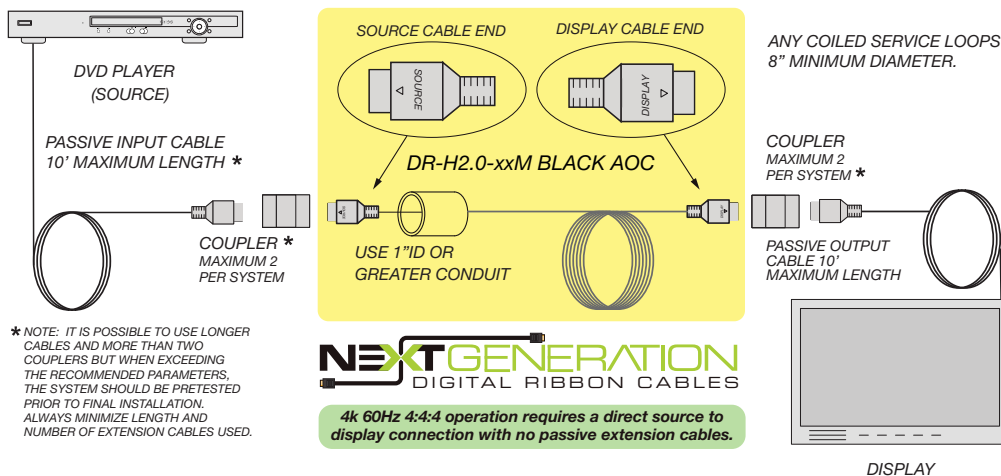 DVD PLAYER
(SOURCE)
PASSIVE INPUT CABLE
10' MAXIMUM LENGTH *
COUPLER *
MAXIMUM 2
PER SYSTEM
* NOTE: IT IS POSSIBLE TO USE LONGER
CABLES AND MORE THAN TWO
COUPLERS BUT WHEN EXCEEDING
THE RECOMMENDED PARAMETERS,
THE SYSTEM SHOULD BE PRETESTED
PRIOR TO FINAL INSTALLATION.
ALWAYS MINIMIZE LENGTH AND
NUMBER OF EXTENSION CABLES USED.
SOURCE CABLE END
SOURCE
DISPLAY CABLE END
DISPLAY
DR-H2.0-xxM BLACK AOC
SOURCE
DISPLAY
USE 1"ID OR
GREATER CONDUIT
NEXTGENERATION
DIGITAL RIBBON CABLES
4k 60Hz 4:4:4 operation requires a direct source to
display connection with no passive extension cables.
ANY COILED SERVICE LOOPS
8" MINIMUM DIAMETER.
COUPLER
MAXIMUM 2
PER SYSTEM *
PASSIVE OUTPUT
CABLE 10'
MAXIMUM LENGTH
DISPLAY